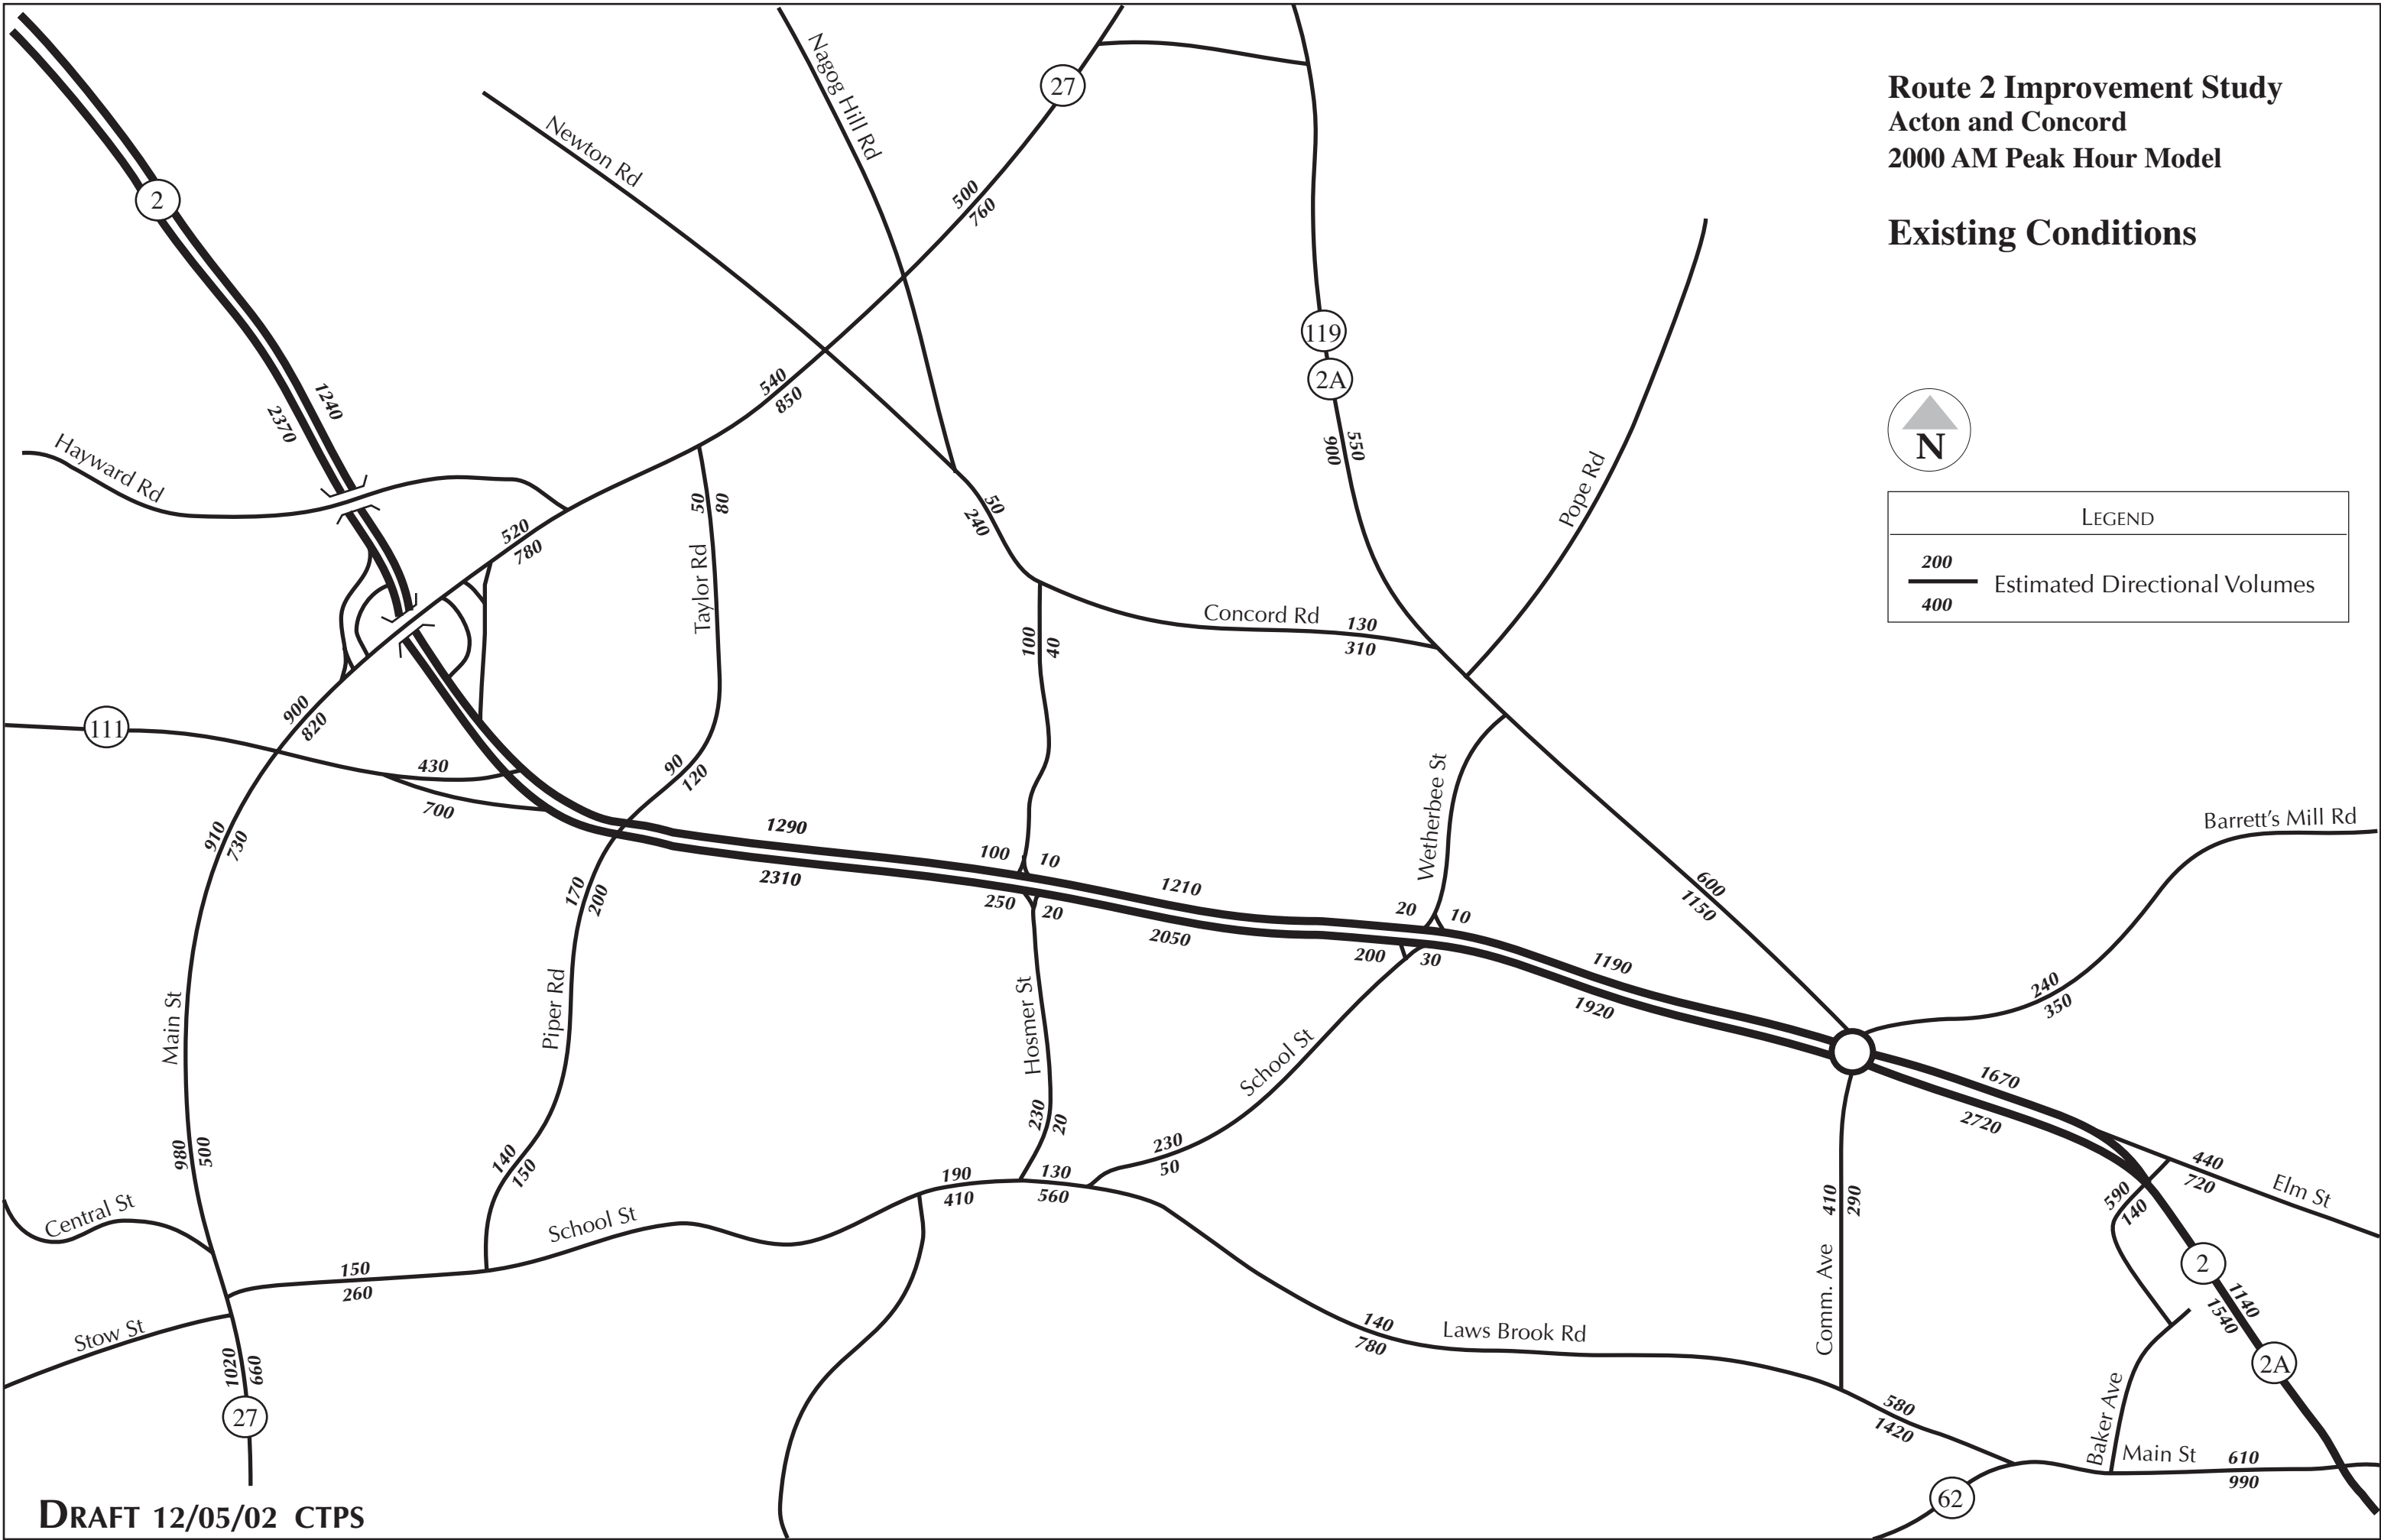 Route 2 Improvement Study
Acton and Concord
2000 AM Peak Hour Model
Existing Conditions
N
LEGEND
200
Estimated Directional Volumes
400
2
Newton Rd
Nagog Hill Rd
27
500
760
119
2A
550
900
Pope Rd
1240
2370
540
850
Hayward Rd
520
780
50
80
Taylor Rd
50
240
Concord Rd
130
310
100
40
900
820
111
430
700
90
120
910
730
1290
2310
100
10
250
20
1210
2050
Wetherbee St
20
10
200
30
600
1150
Barrett's Mill Rd
240
350
170
200
Piper Rd
Main St
Hosmer St
School St
1190
1920
1670
2720
980
500
140
150
230
20
230
50
190
410
130
560
Central St
School St
150
260
Stow St
1020
660
27
140
780
Laws Brook Rd
410
290
Comm. Ave
440
720
Elm St
590
140
2
1140
1540
2A
580
1420
Baker Ave
Main St
610
990
62
DRAFT 12/05/02 CTPS